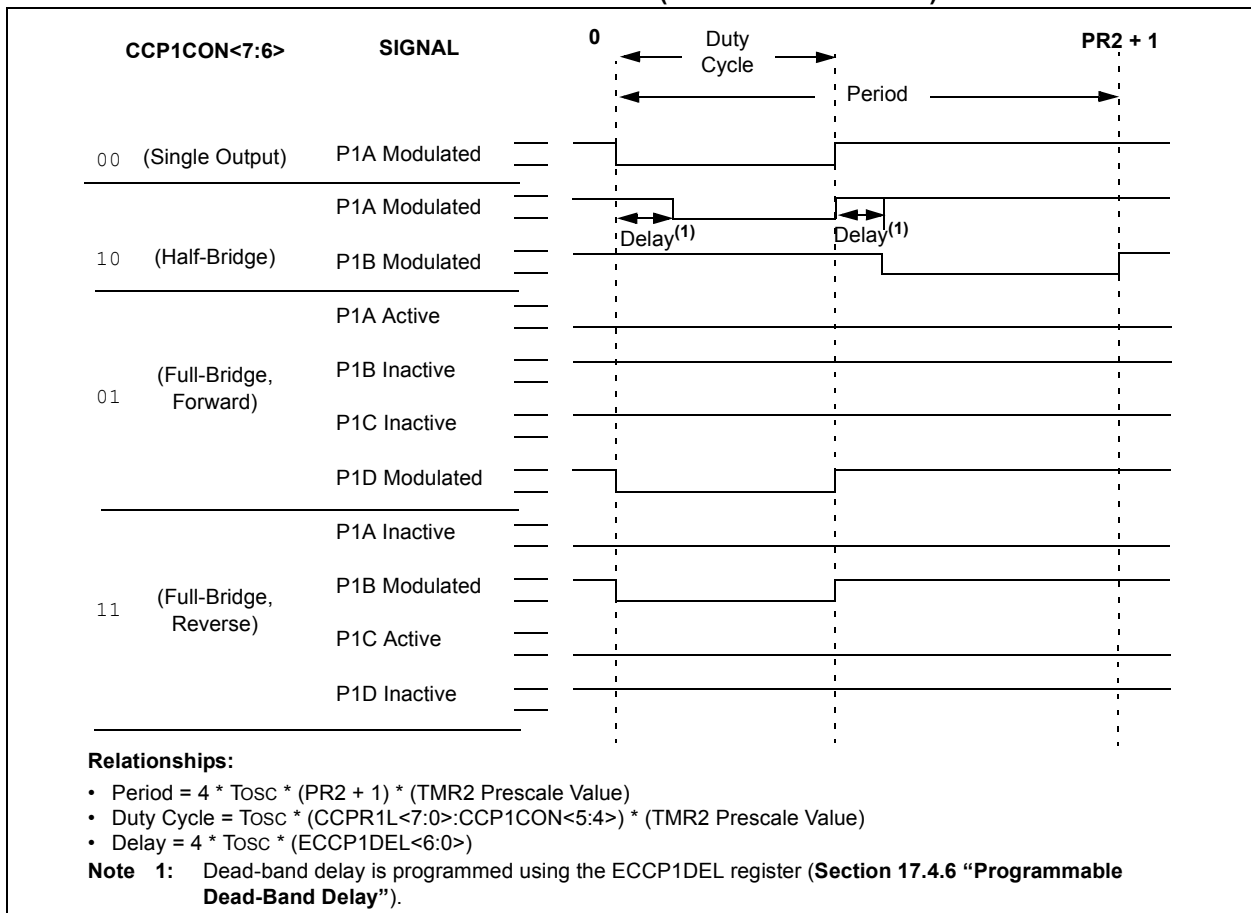 CCP1CON<7:6>
SIGNAL
0
Duty
Cycle
PR2 + 1
Period
00 (Single Output) P1A Modulated
P1A Modulated
Delay(1)
Delay(1)
10 (Half-Bridge) P1B Modulated
P1A Active
P1B Inactive
01 (Full-Bridge,
Forward)
P1C Inactive
P1D Modulated
P1A Inactive
P1B Modulated
11 (Full-Bridge,
Reverse)
P1C Active
P1D Inactive
Relationships:
• Period = 4 * TOSC * (PR2 + 1) * (TMR2 Prescale Value)
• Duty Cycle = TOSC * (CCPR1L<7:0>:CCP1CON<5:4>) * (TMR2 Prescale Value)
• Delay = 4 * TOSC * (ECCP1DEL<6:0>)
Note 1: Dead-band delay is programmed using the ECCP1DEL register (Section 17.4.6 “Programmable
Dead-Band Delay”).